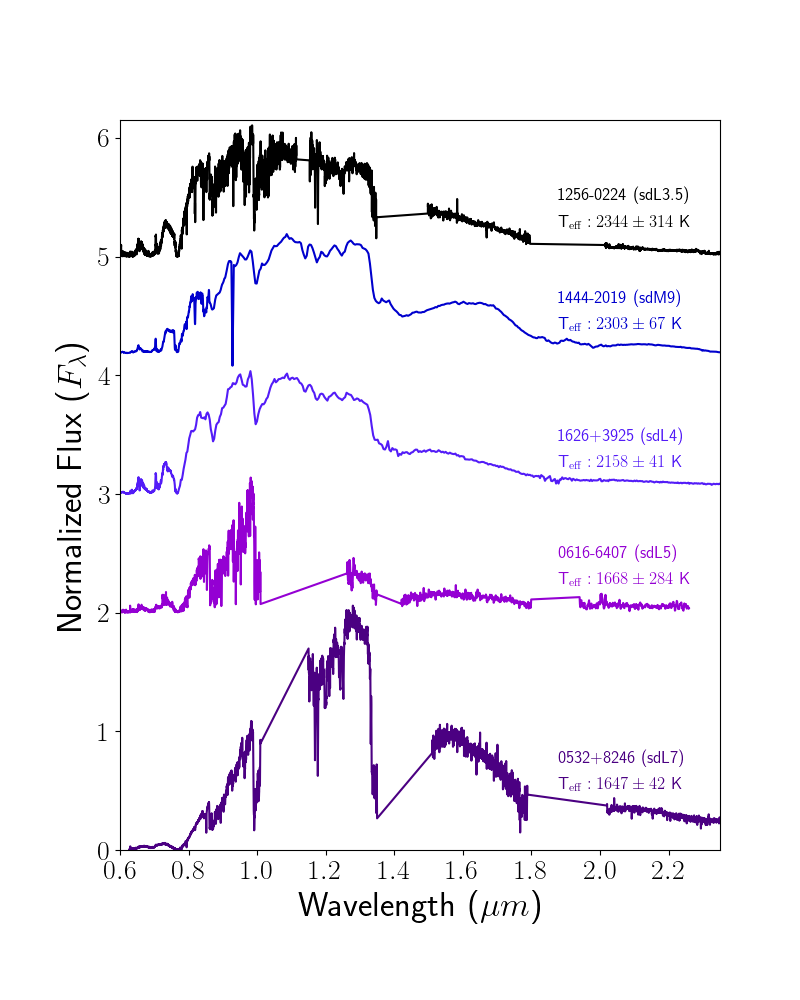 Normalized Flux (Fλ)
6
5
4
3
2
1
0
1256-0224 (sdL3.5)
Teff : 2344 ± 314 K
1444-2019 (sdM9)
Teff : 2303 ± 67 K
1626+3925 (sdL4)
Teff : 2158 ± 41 K
0616-6407 (sdL5)
Teff : 1668 ± 284 K
0532+8246 (sdL7)
Teff : 1647 ± 42 K
0.6 0.8 1.0 1.2 1.4 1.6 1.8 2.0 2.2
Wavelength (μm)